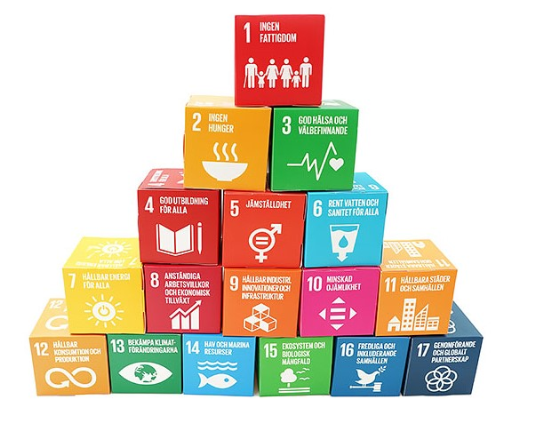 1 INGEN
FATTIGDOM
2 INGEN
HUNGER
3 GOD HÄLSA OCH
VÄLBEFINNANDE
4 GOD UTBILDNING
FÖR ALLA
5 JÄMSTÄLLDHET
6 RENT VATTEN OCH
SANITET FÖR ALLA
7 HÅLLBAR ENERGI
FÖR ALLA
8 ANSTÄNDIGA
ARBETSVILLKOR
OCH EKONOMISK
TILLVÄXT
9 HÅLLBAR INDUSTRI,
INNOVATIONER OCH
INFRASTRUKTUR
10 MINSKAD
OJÄMLIKHET
11 HÅLLBARA STÄDER
OCH SAMHÄLLEN
12 HÅLLBAR
KONSUMTION OCH
PRODUKTION
13 BEKÄMPA KLIMAT-
FÖRÄNDRINGARNA
14 HAV OCH MARINA
RESURSER
15 EKOSYSTEM OCH
BIOLOGISK
MÅNGFALD
16 FREDLIGA OCH
INKLUDERANDE
SAMHÄLLEN
17 GENOMFÖRANDE
OCH GLOBALT
PARTNERSKAP